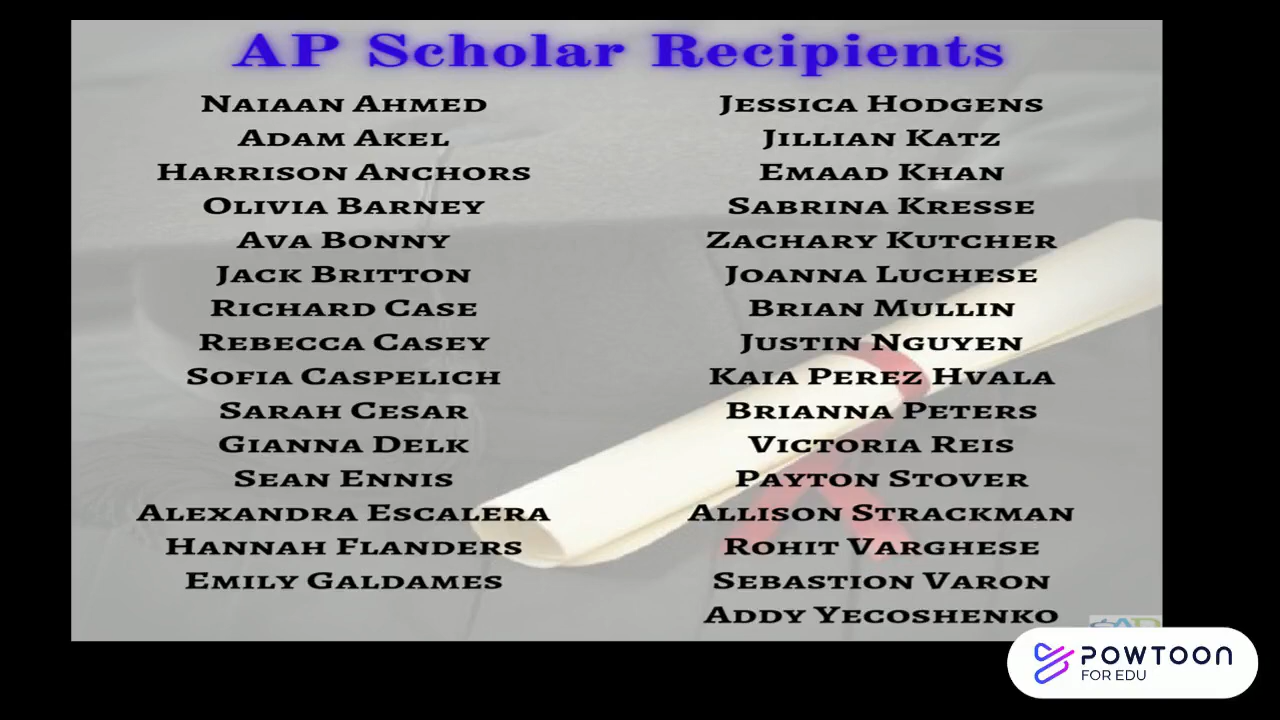 AP Scholar Recipients
Naiaan Ahmed
Adam Akel
Harrison Anchors
Olivia Barney
Ava Bonny
Jack Britton
Richard Case
Rebecca Casey
Sofia Caspelich
Sarah Cesar
Gianna Delk
Sean Ennis
Alexandra Escalera
Hannah Flanders
Emily Galdames
Jessica Hodgens
Jillian Katz
Emaad Khan
Sabrina Kresse
Zachary Kutcher
Joanna Luchese
Brian Mullin
Justin Nguyen
Kaia Perez Hvala
Brianna Peters
Victoria Reis
Payton Stover
Allison Strackman
Rohit Varghese
Sebastion Varon
Addy Yecoshenko
POWTOON
FOR EDU